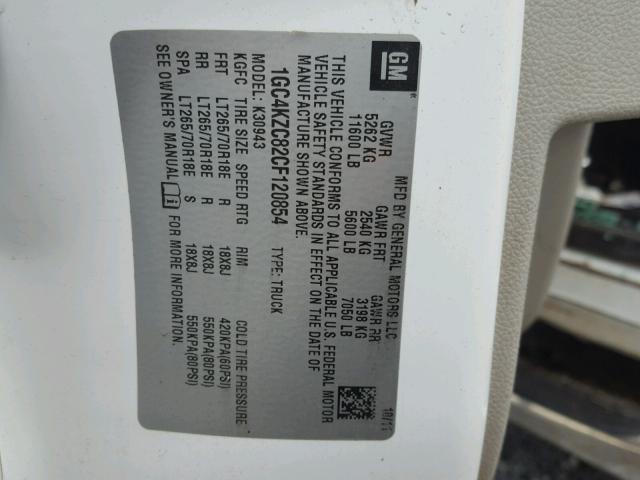 GM
MFD BY GENERAL MOTORS LLC
GVWR GAWR FRT GAWR RR
5262 KG 2540 KG 3198 KG
11600 LB 5600 LB 7050 LB
THIS VEHICLE CONFORMS TO ALL APPLICABLE U.S. FEDERAL MOTOR
VEHICLE SAFETY STANDARDS IN EFFECT ON THE DATE OF
MANUFACTURE SHOWN ABOVE.
1GC4KZC82CF120854 TYPE: TRUCK
MODEL: K30943
KGFC TIRE SIZE SPEED RTG RIM COLD TIRE PRESSURE
FRT LT265/70R18E R 18X8J 420KPA(60PSI)
RR LT265/70R18E R 18X8J 550KPA(80PSI)
SPA LT265/70R18E S 18X8J 550KPA(80PSI)
SEE OWNER'S MANUAL FOR MORE INFORMATION.